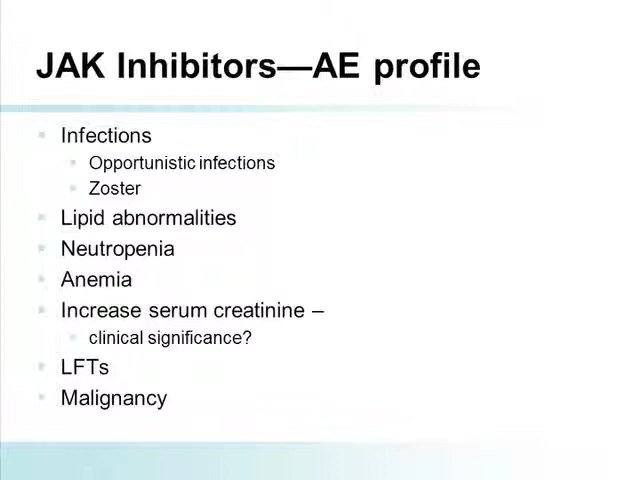 JAK Inhibitors—AE profile
Infections
Opportunistic infections
Zoster
Lipid abnormalities
Neutropenia
Anemia
Increase serum creatinine –
clinical significance?
LFTs
Malignancy